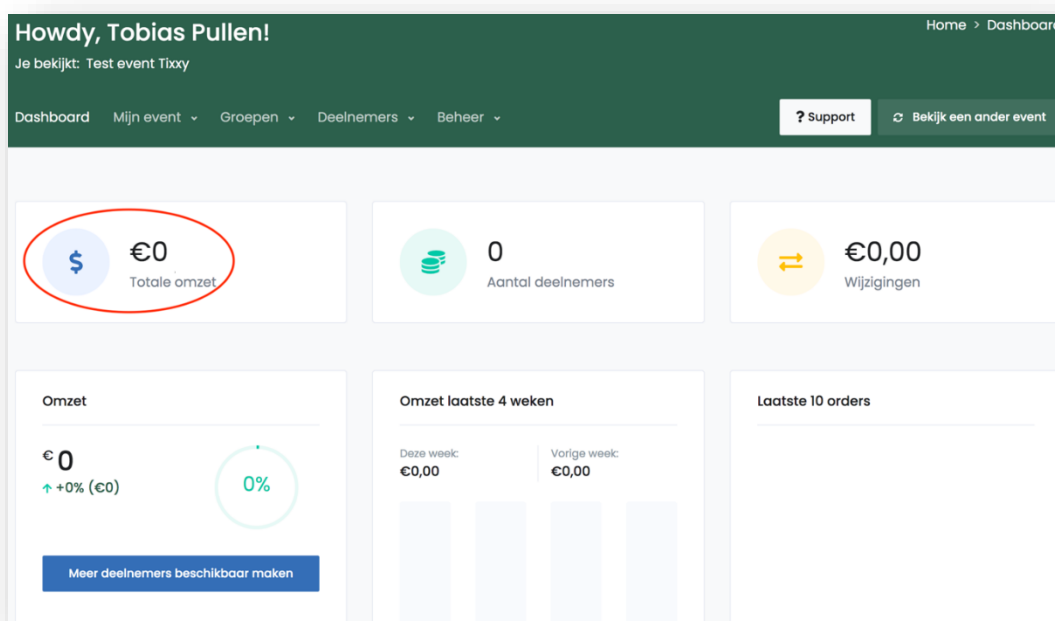 Howdy, Tobias Pullen!
Home > Dashboard
Je bekijkt: Test event Tixxy
Dashboard Mijn event Groepen Deelnemers Beheer
? Support Bekijk een ander event
$ €0
Totale omzet
0
Aantal deelnemers
€0,00
Wijzigingen
Omzet
€ 0
+0% (€0)
0%
Meer deelnemers beschikbaar maken
Omzet laatste 4 weken
Deze week: Vorige week:
€0,00 €0,00
Laatste 10 orders